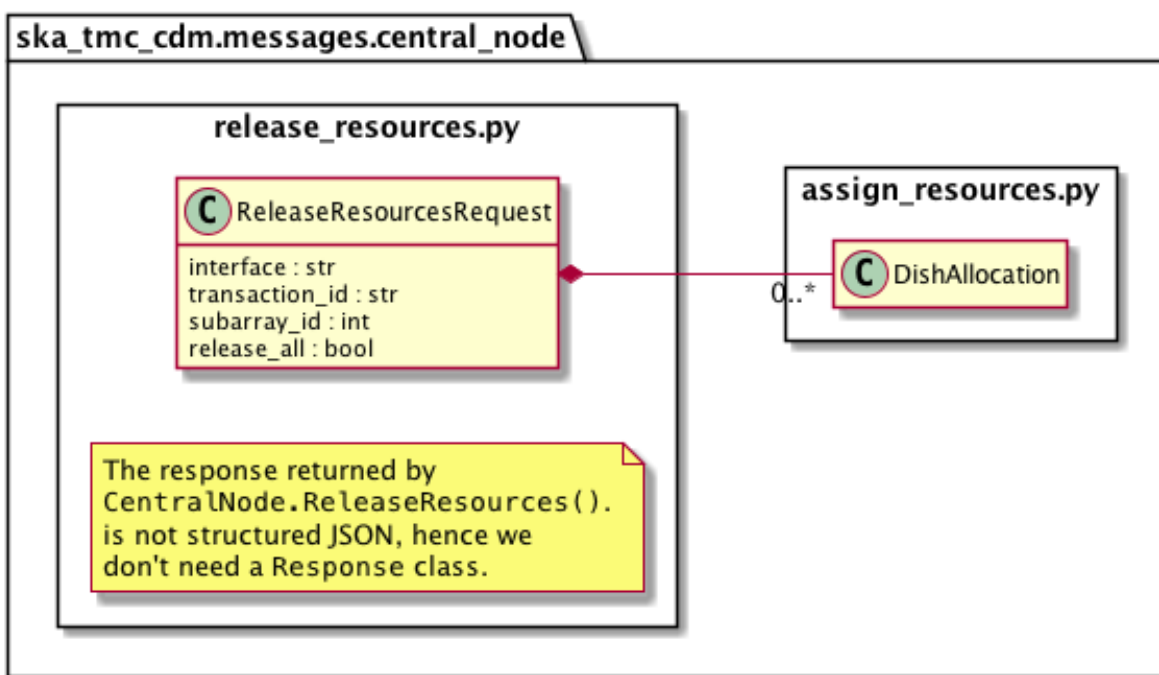 ska_tmc_cdm.messages.central_node
release_resources.py
C ReleaseResourcesRequest
interface : str
transaction_id : str
subarray_id : int
release_all : bool
0..*
assign_resources.py
C DishAllocation
The response returned by
CentralNode.ReleaseResources().
is not structured JSON, hence we
don't need a Response class.